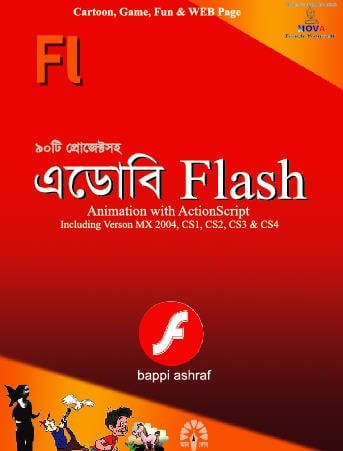 Cartoon, Game, Fun & WEB Page
NOVA
Fl
৯০টি প্রোজেক্টসহ
এডোবি Flash
Animation with ActionScript
Including Verson MX 2004, CS1, CS2, CS3 & CS4
bappi ashraf